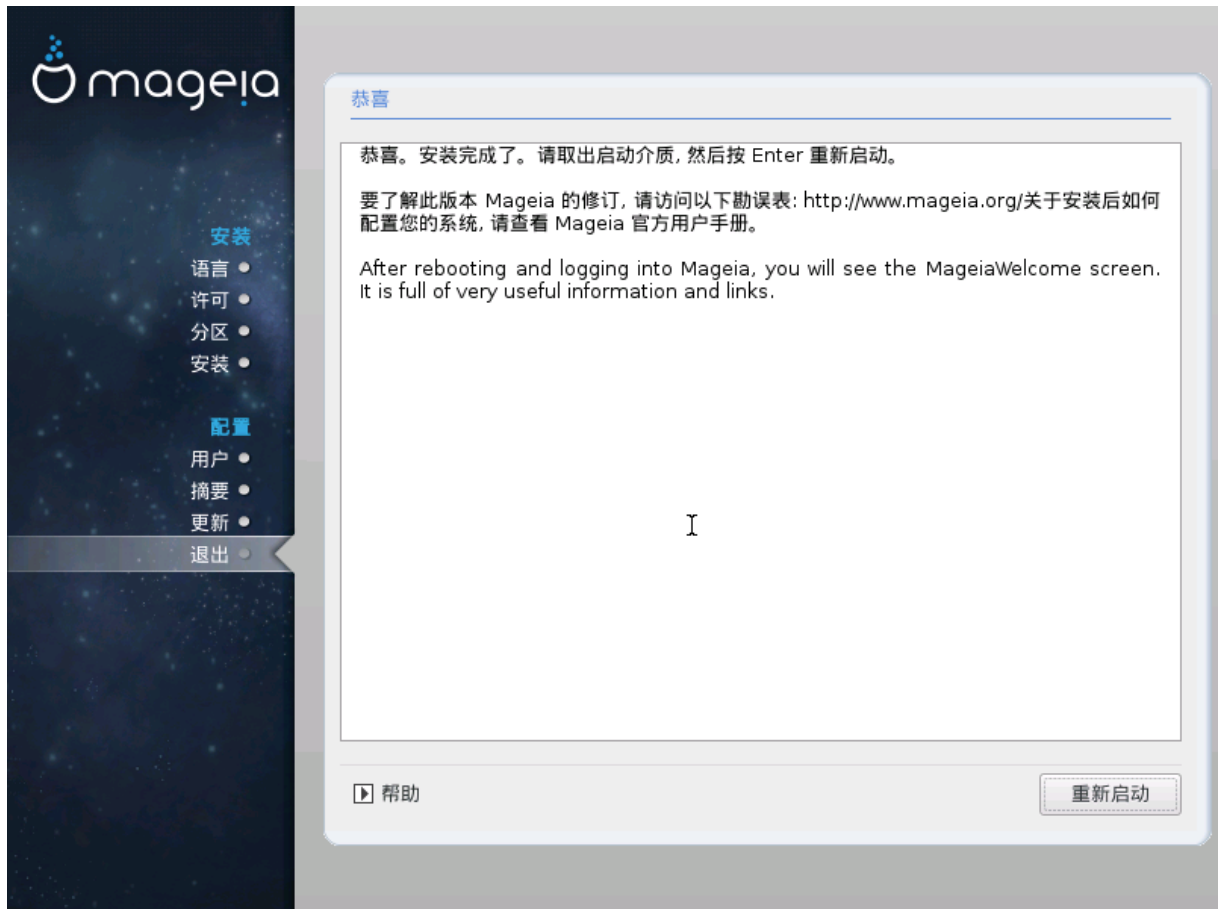 mageia
安装
语言
许可
分区
安装
配置
用户
摘要
更新
退出
恭喜
恭喜。安装完成了。请取出启动介质, 然后按 Enter 重新启动。
要了解此版本 Mageia 的修订, 请访问以下勘误表: http://www.mageia.org/关于安装后如何
配置您的系统, 请查看 Mageia 官方用户手册。
After rebooting and logging into Mageia, you will see the MageiaWelcome screen.
It is full of very useful information and links.
帮助
重新启动